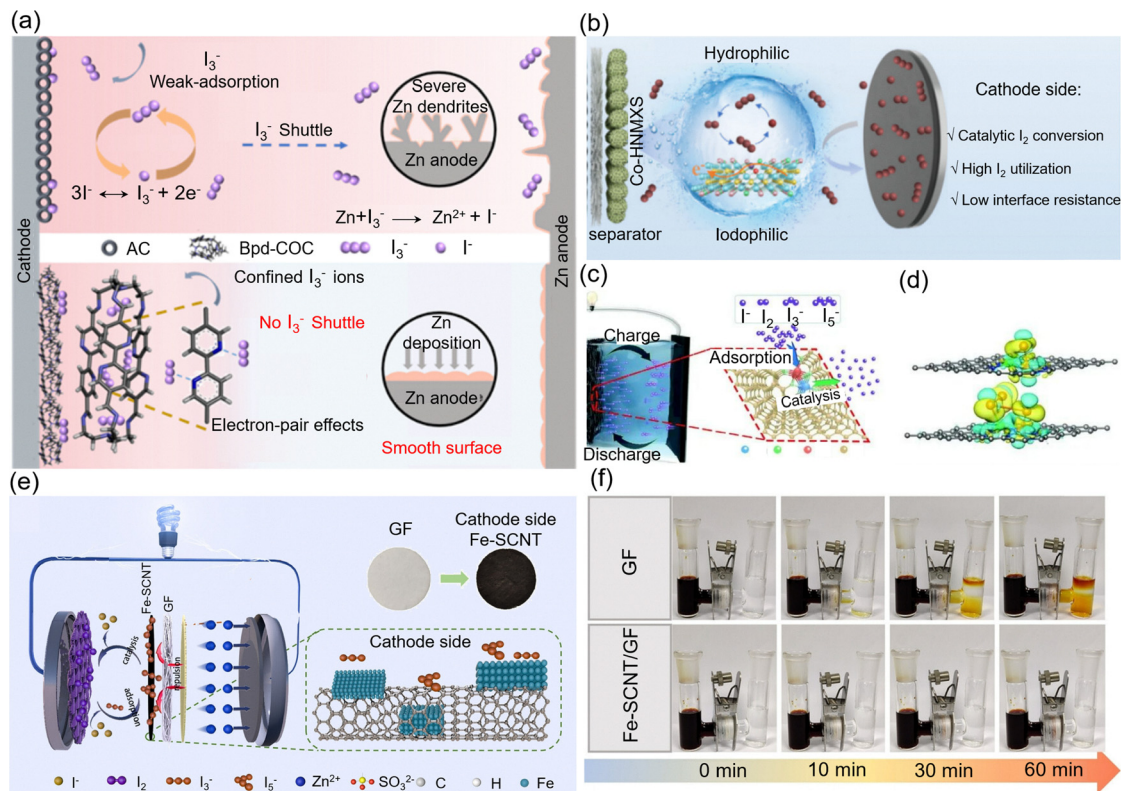 (a)
I₃⁻
Weak-adsorption
I₃⁻ Shuttle
3I⁻ ⟷ I₃⁻ + 2e⁻
Severe
Zn dendrites
Zn anode
Zn+I₃⁻ ⟶ Zn²⁺ + I⁻
Cathode
Zn anode
AC
Bpd-COC
I₃⁻
I⁻
Confined I₃⁻ ions
No I₃⁻ Shuttle
Electron-pair effects
Zn
deposition
Zn anode
Smooth surface
(b)
Co-HNMXS
separator
Hydrophilic
e⁻
Iodophilic
Cathode side:
√ Catalytic I₂ conversion
√ High I₂ utilization
√ Low interface resistance
(c)
Charge
Discharge
I⁻ I₂ I₃⁻ I₅⁻
Adsorption
Catalysis
(d)
(e)
GF
Cathode side
Fe-SCNT
Fe-SCNT
GF
catalysis
adsorption
repulsion
Cathode side
I⁻ I₂ I₃⁻ I₅⁻ Zn²⁺ SO₃²⁻ C H Fe
(f)
GF
Fe-SCNT/GF
0 min 10 min 30 min 60 min